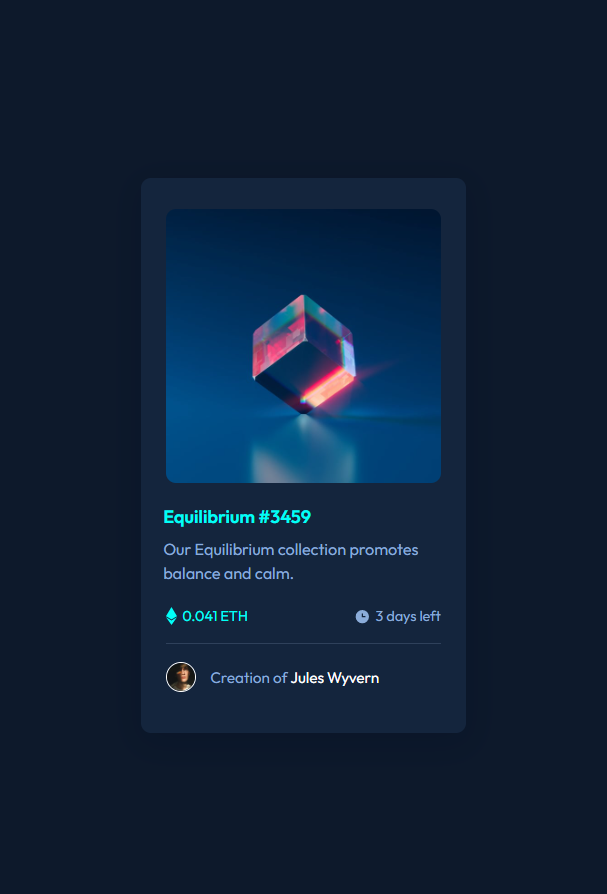 Equilibrium #3459
Our Equilibrium collection promotes
balance and calm.
0.041 ETH
3 days left
Creation of Jules Wyvern